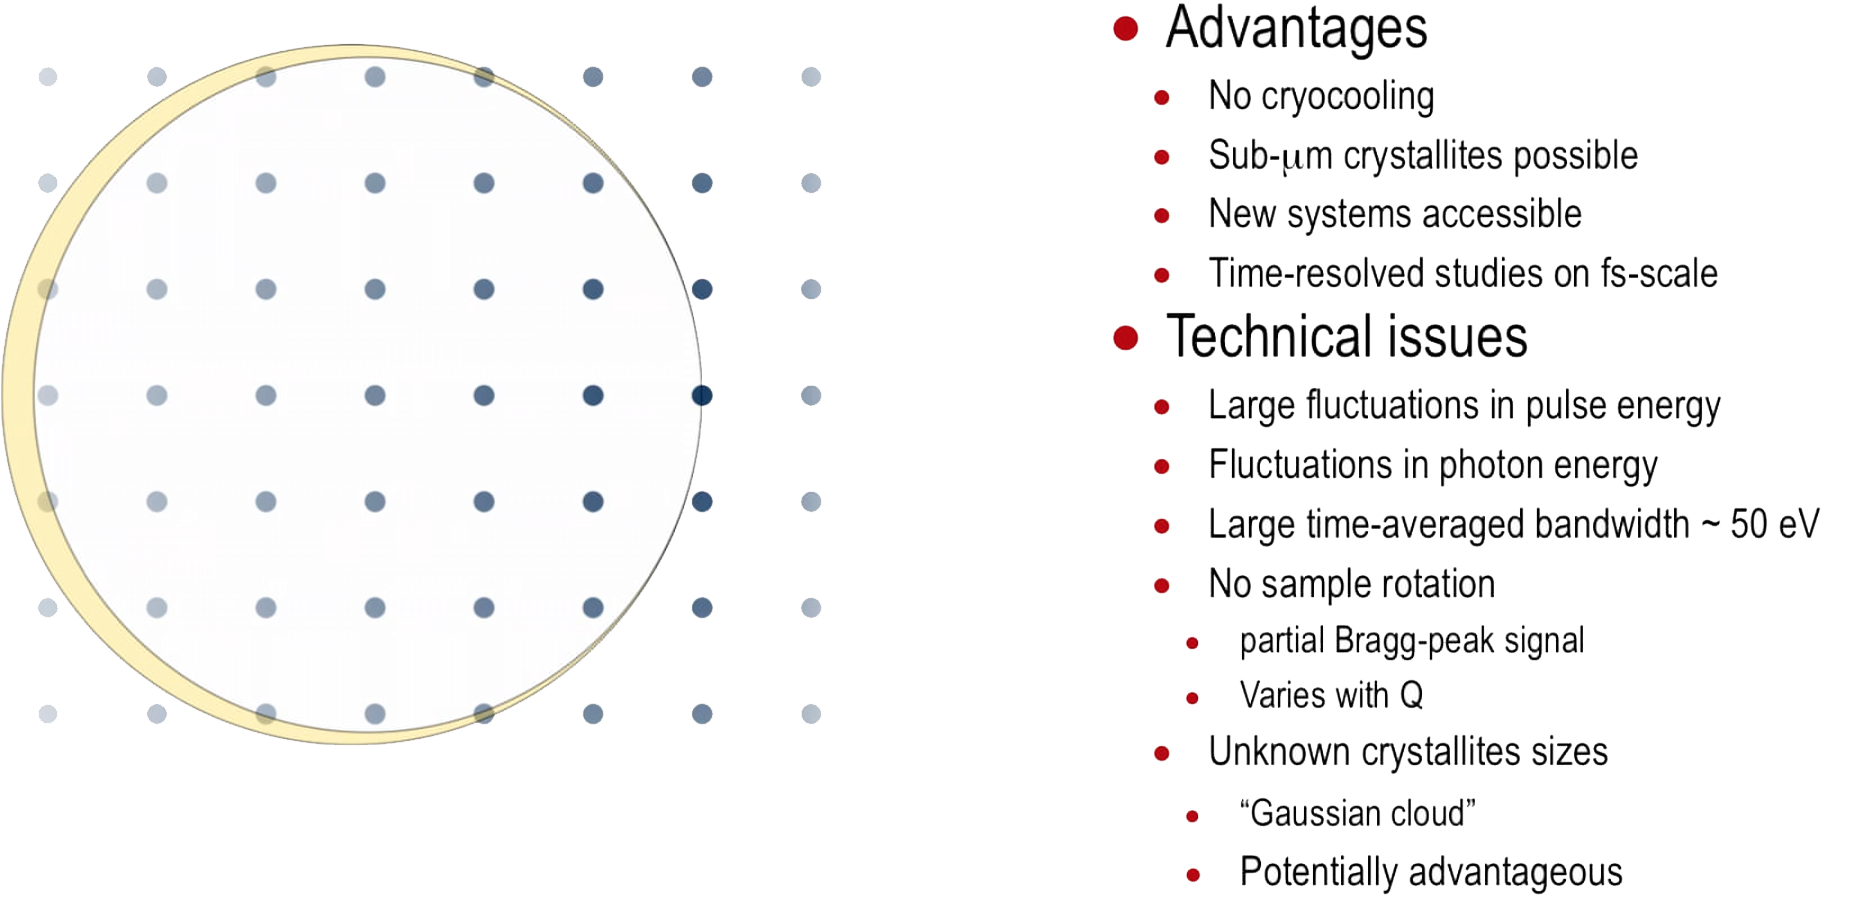 Advantages
No cryocooling
Sub-μm crystallites possible
New systems accessible
Time-resolved studies on fs-scale
Technical issues
Large fluctuations in pulse energy
Fluctuations in photon energy
Large time-averaged bandwidth ~ 50 eV
No sample rotation
partial Bragg-peak signal
Varies with Q
Unknown crystallites sizes
“Gaussian cloud”
Potentially advantageous